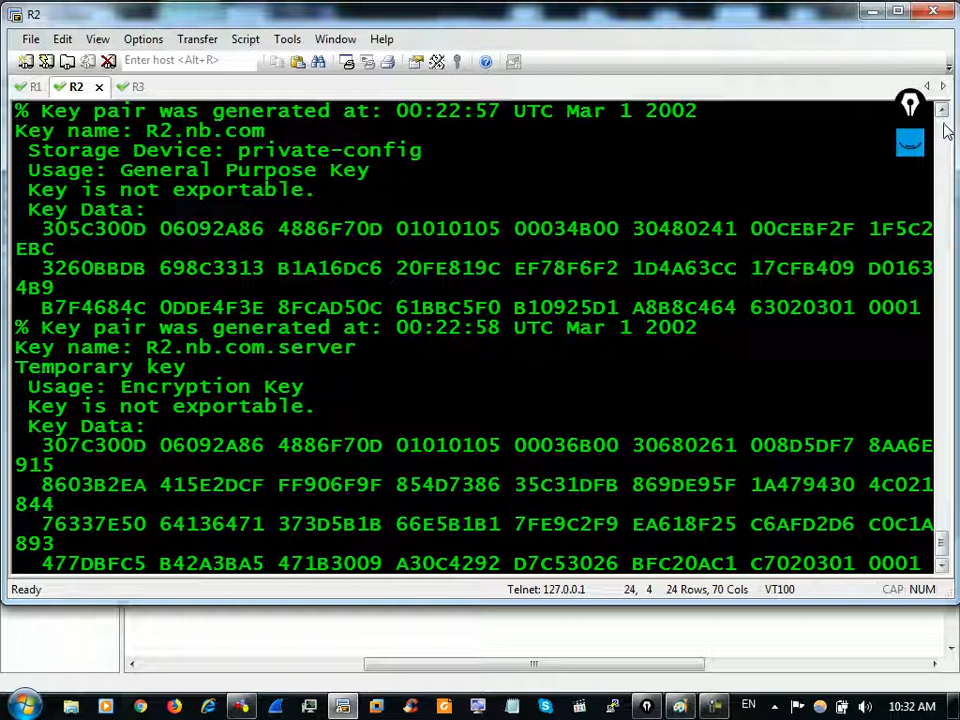 R2
File Edit View Options Transfer Script Tools Window Help
Enter host <Alt+R>
R1 R2 R3
% Key pair was generated at: 00:22:57 UTC Mar 1 2002
Key name: R2.nb.com
Storage Device: private-config
Usage: General Purpose Key
Key is not exportable.
Key Data:
305C300D 06092A86 4886F70D 01010105 00034B00 30480241 00CEBF2F 1F5C2
EBC
3260BBDB 698C3313 B1A16DC6 20FE819C EF78F6F2 1D4A63CC 17CFB409 D0163
4B9
B7F4684C 0DDE4F3E 8FCAD50C 61BBC5F0 B10925D1 A8B8C464 63020301 0001
% Key pair was generated at: 00:22:58 UTC Mar 1 2002
Key name: R2.nb.com.server
Temporary key
Usage: Encryption Key
Key is not exportable.
Key Data:
307C300D 06092A86 4886F70D 01010105 00036B00 30680261 008D5DF7 8AA6E
915
8603B2EA 415E2DCF FF906F9F 854D7386 35C31DFB 869DE95F 1A479430 4C021
844
76337E50 64136471 373D5B1B 66E5B1B1 7FE9C2F9 EA618F25 C6AFD2D6 C0C1A
893
477DBFC5 B42A3BA5 471B3009 A30C4292 D7C53026 BFC20AC1 C7020301 0001
Ready Telnet: 127.0.0.1 24, 4 24 Rows, 70 Cols VT100 CAP NUM
EN 10:32 AM